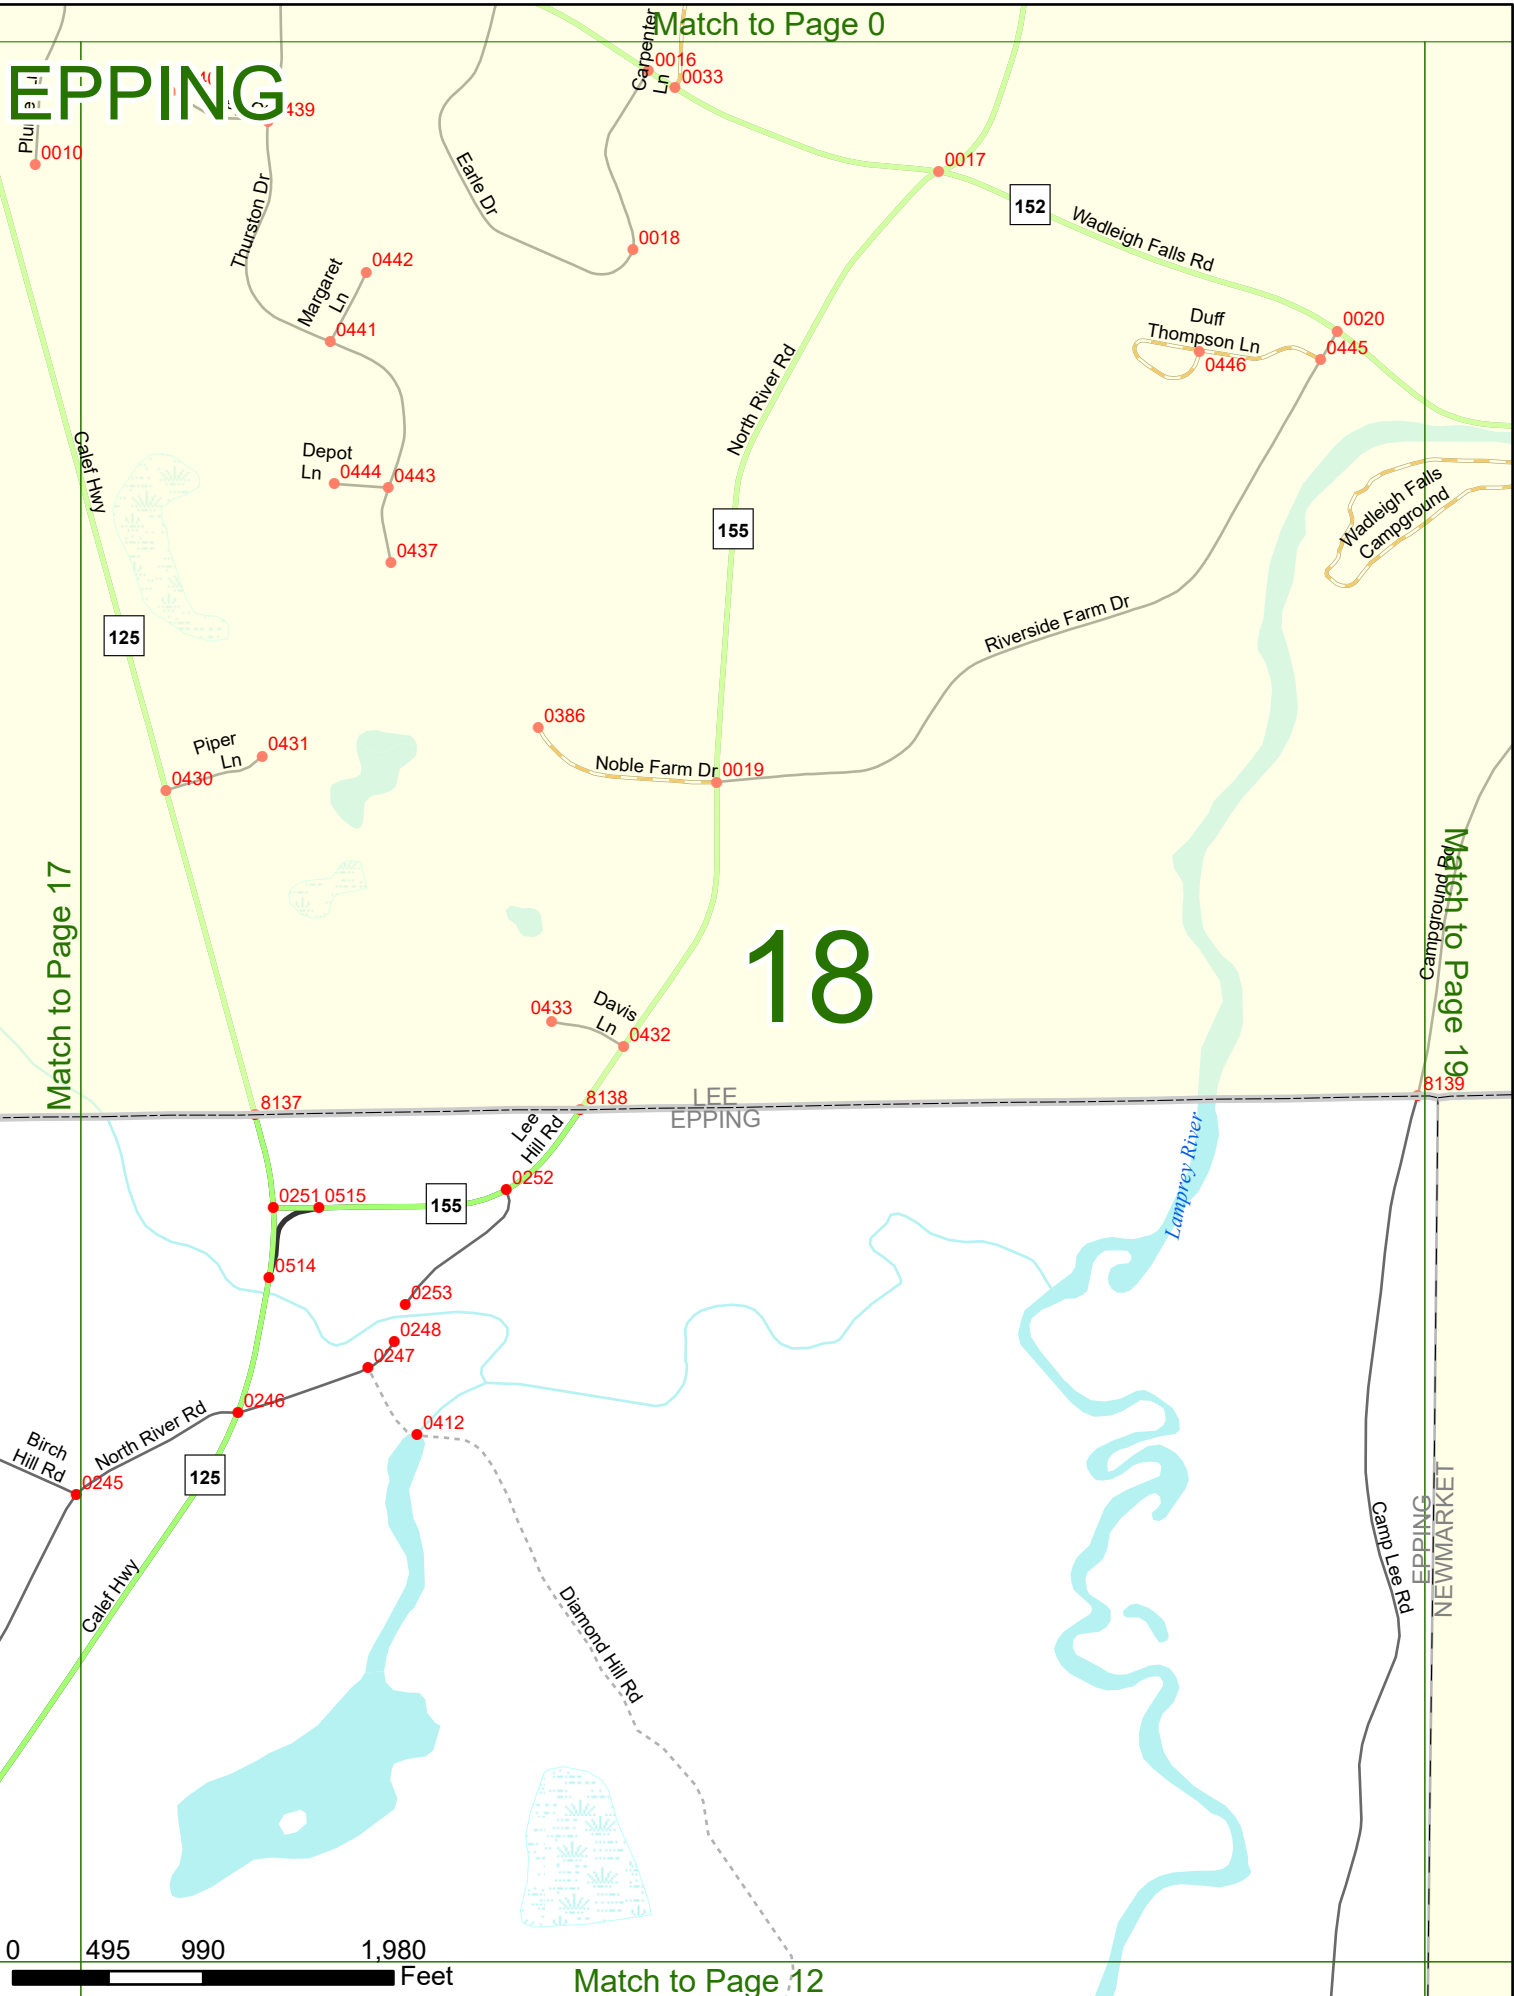 Match to Page 0
EPPING
Carpenter
Ln
0016
0033
439
0010
0017
152
Wadleigh Falls Rd
Earle Dr
Thurston Dr
0018
0442
Margaret
Ln
0441
0020
Duff
Thompson Ln
0445
0446
North River Rd
Calef Hwy
Depot
Ln
0444
0443
0437
155
Wadleigh Falls
Campground
125
Riverside Farm Dr
0386
Piper
Ln
0431
0430
Noble Farm Dr
0019
Match to Page 17
18
Campground Rd
Match to Page 19
0433
Davis
Ln
0432
8137
8138
LEE
EPPING
8139
Lee
Hill Rd
Lamprey River
0252
0251
0515
155
0514
0253
0248
0247
0246
North River Rd
Birch
Hill Rd
0245
125
0412
Calef Hwy
Diamond Hill Rd
Camp Lee Rd
EPPING
NEWMARKET
0
495
990
1,980
Feet
Match to Page 12